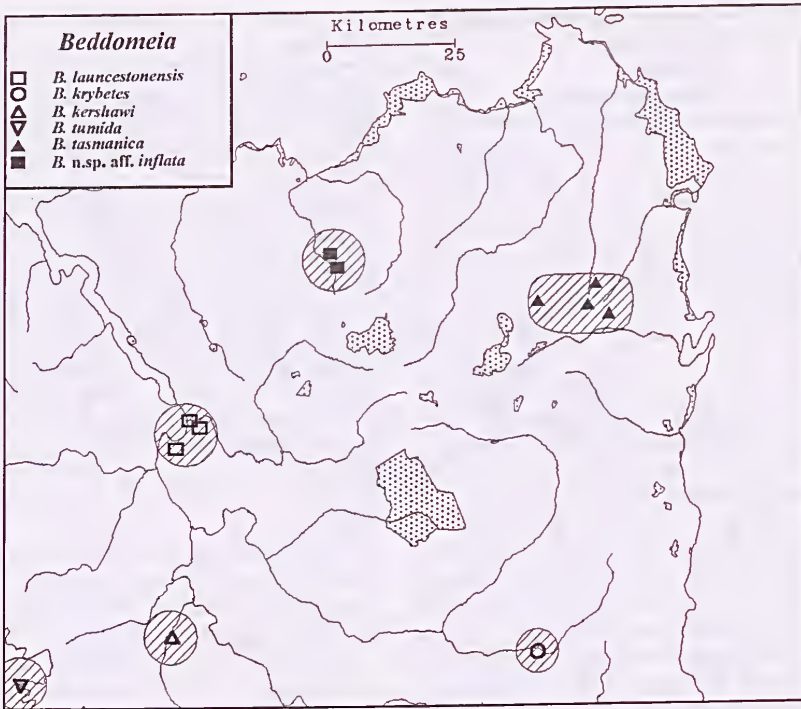 Beddomeia
B. launcestonensis
B. krybetes
B. kershawi
B. tumida
B. tasmanica
B. n.sp. aff. inflata
Kilometres
0 25